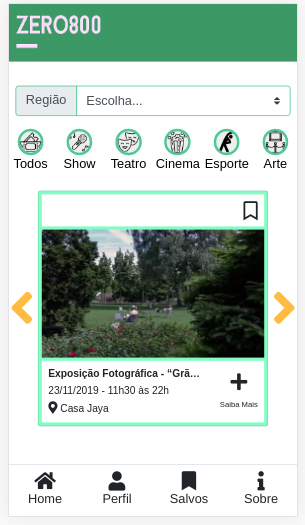 ZERO800
Região Escolha...
Todos Show Teatro Cinema Esporte Arte
Exposição Fotográfica - “Grã…
23/11/2019 - 11h30 às 22h
Casa Jaya
Saiba Mais
Home Perfil Salvos Sobre